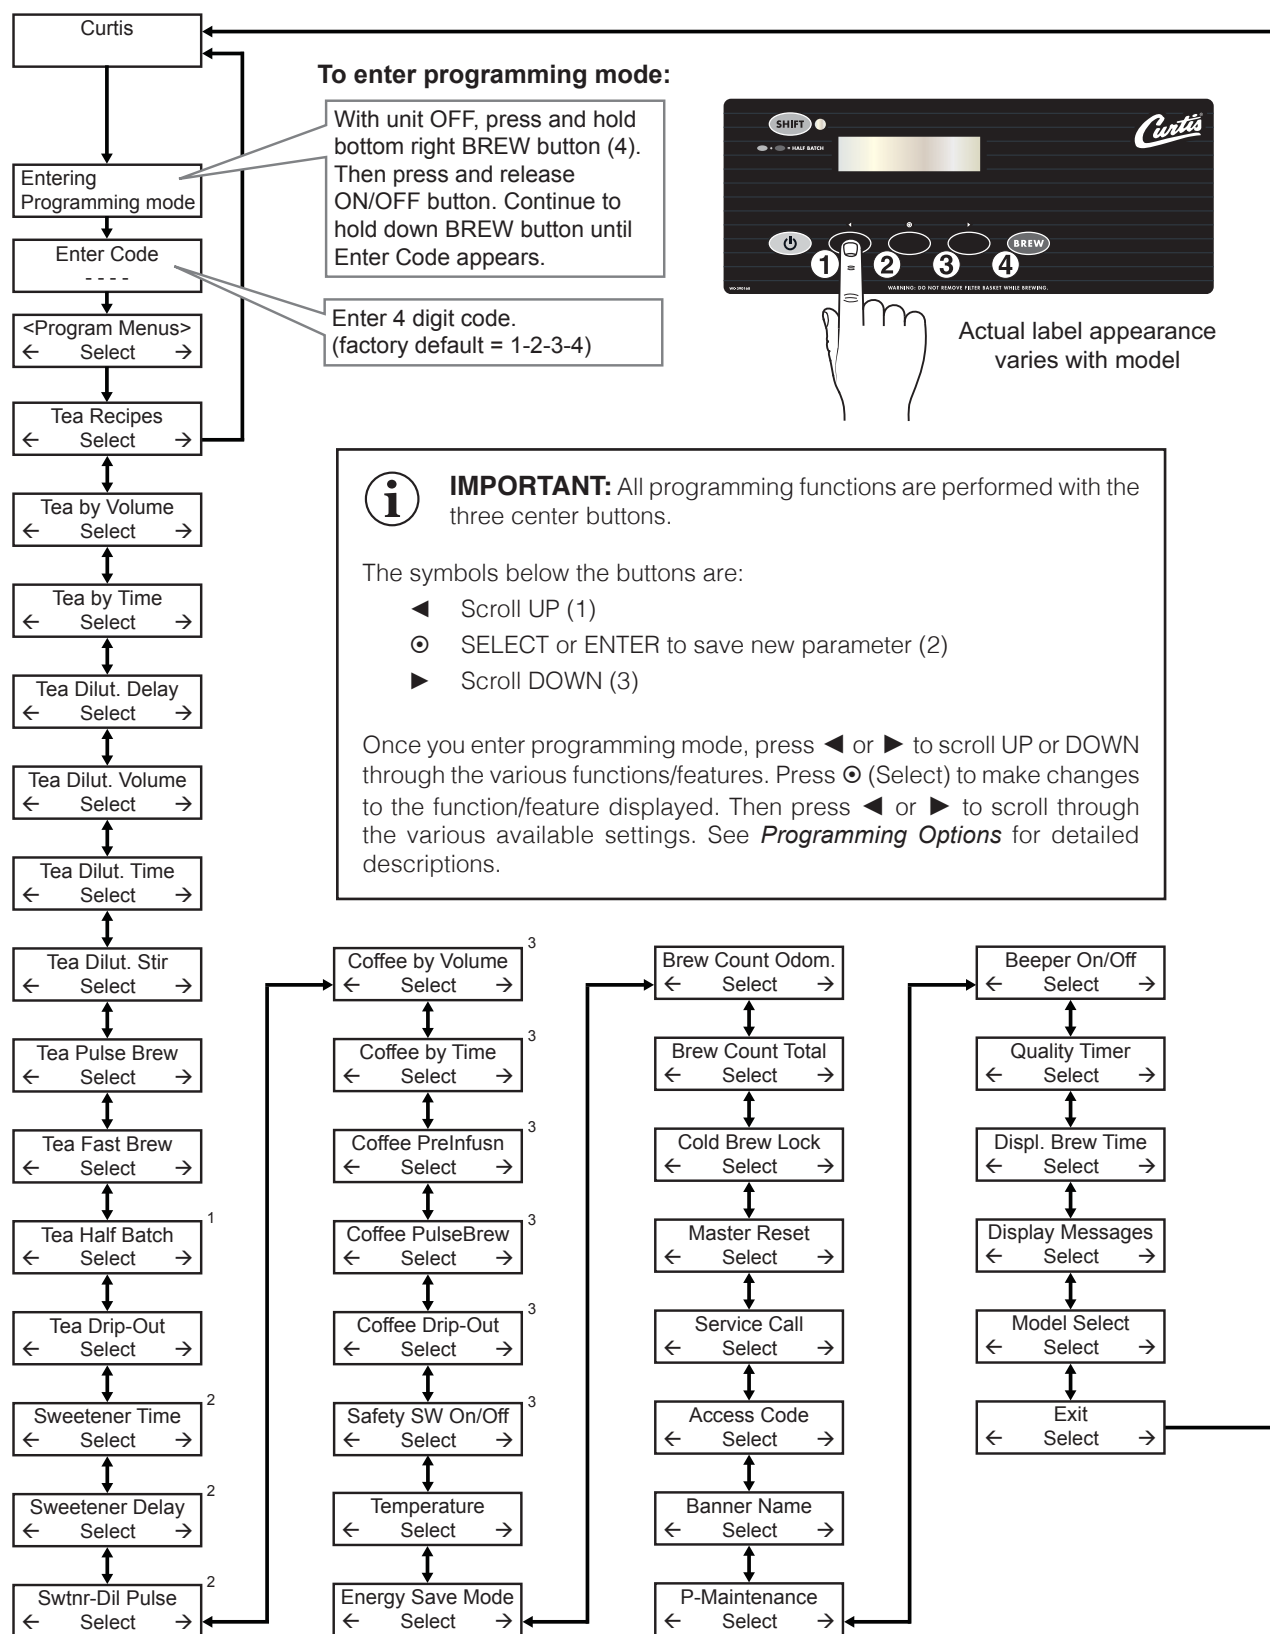 Curtis
To enter programming mode:
With unit OFF, press and hold
bottom right BREW button (4).
Then press and release
ON/OFF button. Continue to
hold down BREW button until
Enter Code appears.
SHIFT
• HALF BATCH
Curtis
BREW
1
2
3
4
WARNING: DO NOT REMOVE FILTER BASKET WHILE BREWING.
Actual label appearance
varies with model
Entering
Programming mode
Enter Code
- - - -
Enter 4 digit code.
(factory default = 1-2-3-4)
<Program Menus>
← Select →
Tea Recipes
← Select →
Tea by Volume
← Select →
Tea by Time
← Select →
Tea Dilut. Delay
← Select →
Tea Dilut. Volume
← Select →
Tea Dilut. Time
← Select →
IMPORTANT: All programming functions are performed with the
three center buttons.
The symbols below the buttons are:
◄ Scroll UP (1)
⊙ SELECT or ENTER to save new parameter (2)
► Scroll DOWN (3)
Once you enter programming mode, press ◄ or ► to scroll UP or DOWN
through the various functions/features. Press ⊙ (Select) to make changes
to the function/feature displayed. Then press ◄ or ► to scroll through
the various available settings. See Programming Options for detailed
descriptions.
Tea Dilut. Stir
← Select →
Tea Pulse Brew
← Select →
Tea Fast Brew
← Select →
Tea Half Batch 1
← Select →
Tea Drip-Out
← Select →
Sweetener Time 2
← Select →
Sweetener Delay 2
← Select →
Swtnr-Dil Pulse 2
← Select →
Coffee by Volume 3
← Select →
Coffee by Time 3
← Select →
Coffee PreInfusn 3
← Select →
Coffee PulseBrew 3
← Select →
Coffee Drip-Out 3
← Select →
Safety SW On/Off 3
← Select →
Temperature
← Select →
Energy Save Mode
← Select →
Brew Count Odom.
← Select →
Brew Count Total
← Select →
Cold Brew Lock
← Select →
Master Reset
← Select →
Service Call
← Select →
Access Code
← Select →
Banner Name
← Select →
P-Maintenance
← Select →
Beeper On/Off
← Select →
Quality Timer
← Select →
Displ. Brew Time
← Select →
Display Messages
← Select →
Model Select
← Select →
Exit
← Select →